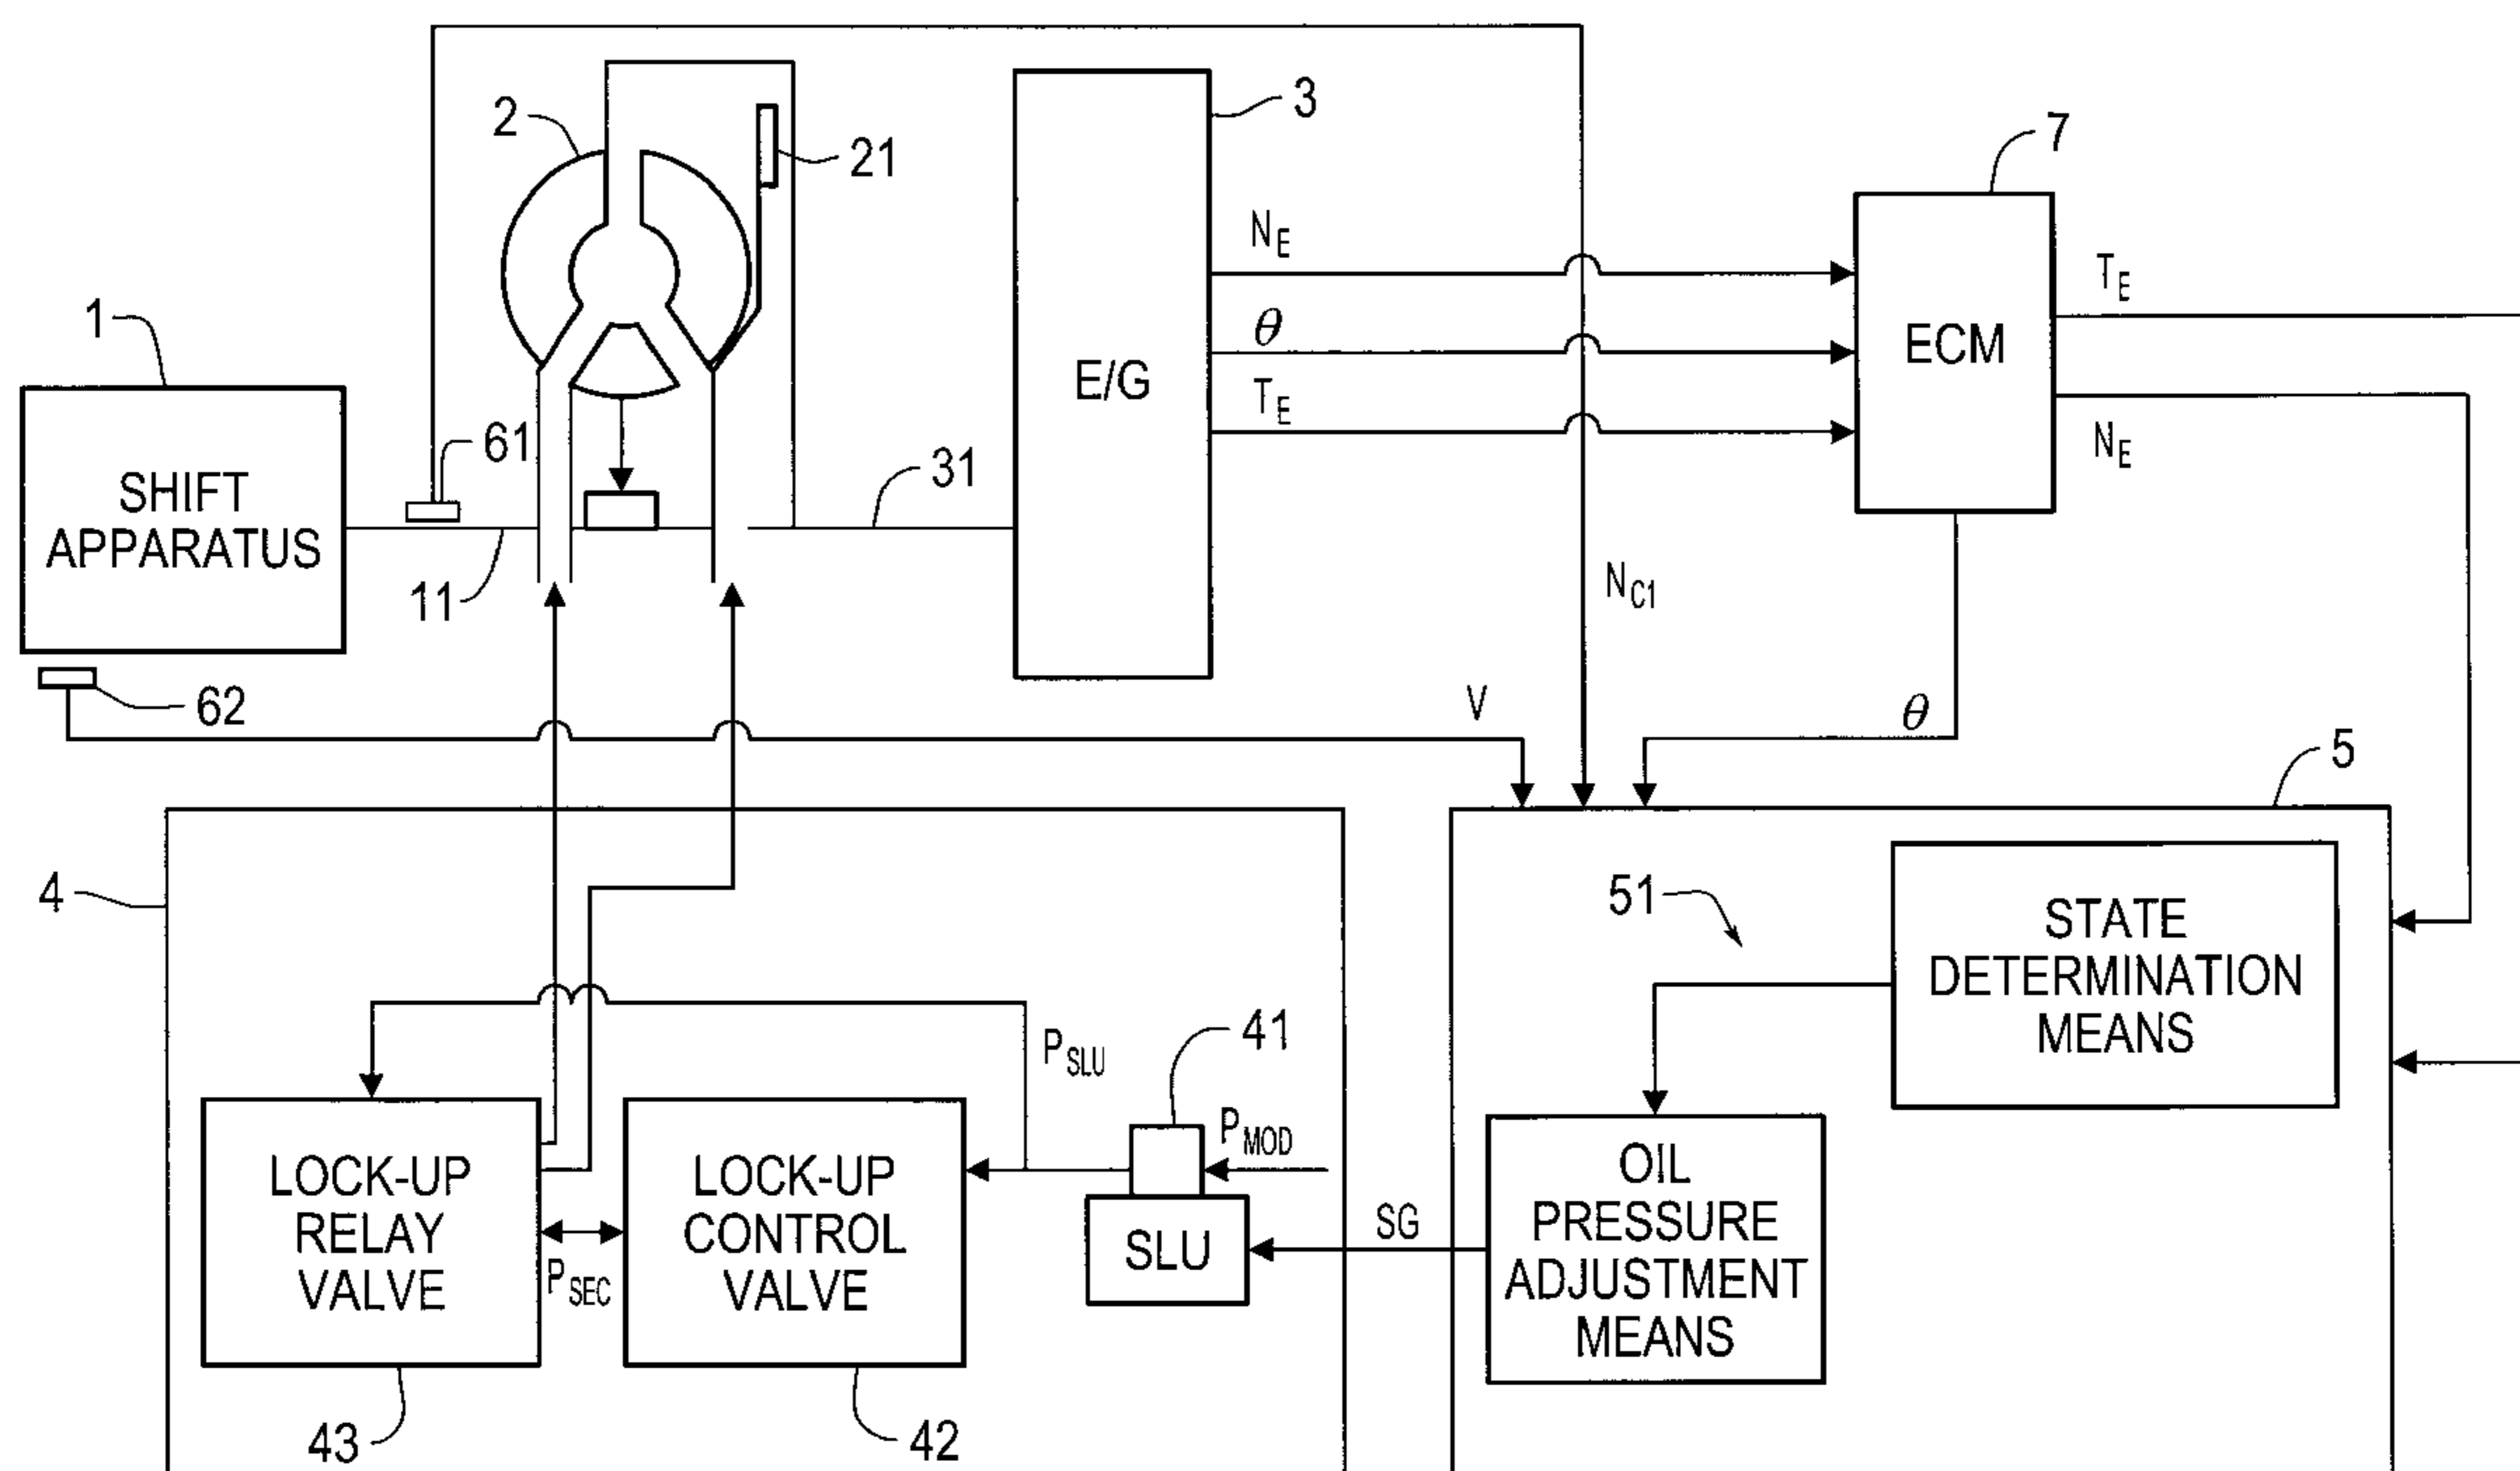 2
21
3
7
N_E
θ
T_E
E/G
ECM
T_E
N_E
1
SHIFT
APPARATUS
61
31
11
N_C1
62
V
θ
5
4
51
STATE
DETERMINATION
MEANS
P_SLU
41
P_MOD
LOCK-UP
RELAY
VALVE
P_SEC
LOCK-UP
CONTROL
VALVE
SLU
SG
OIL
PRESSURE
ADJUSTMENT
MEANS
43
42